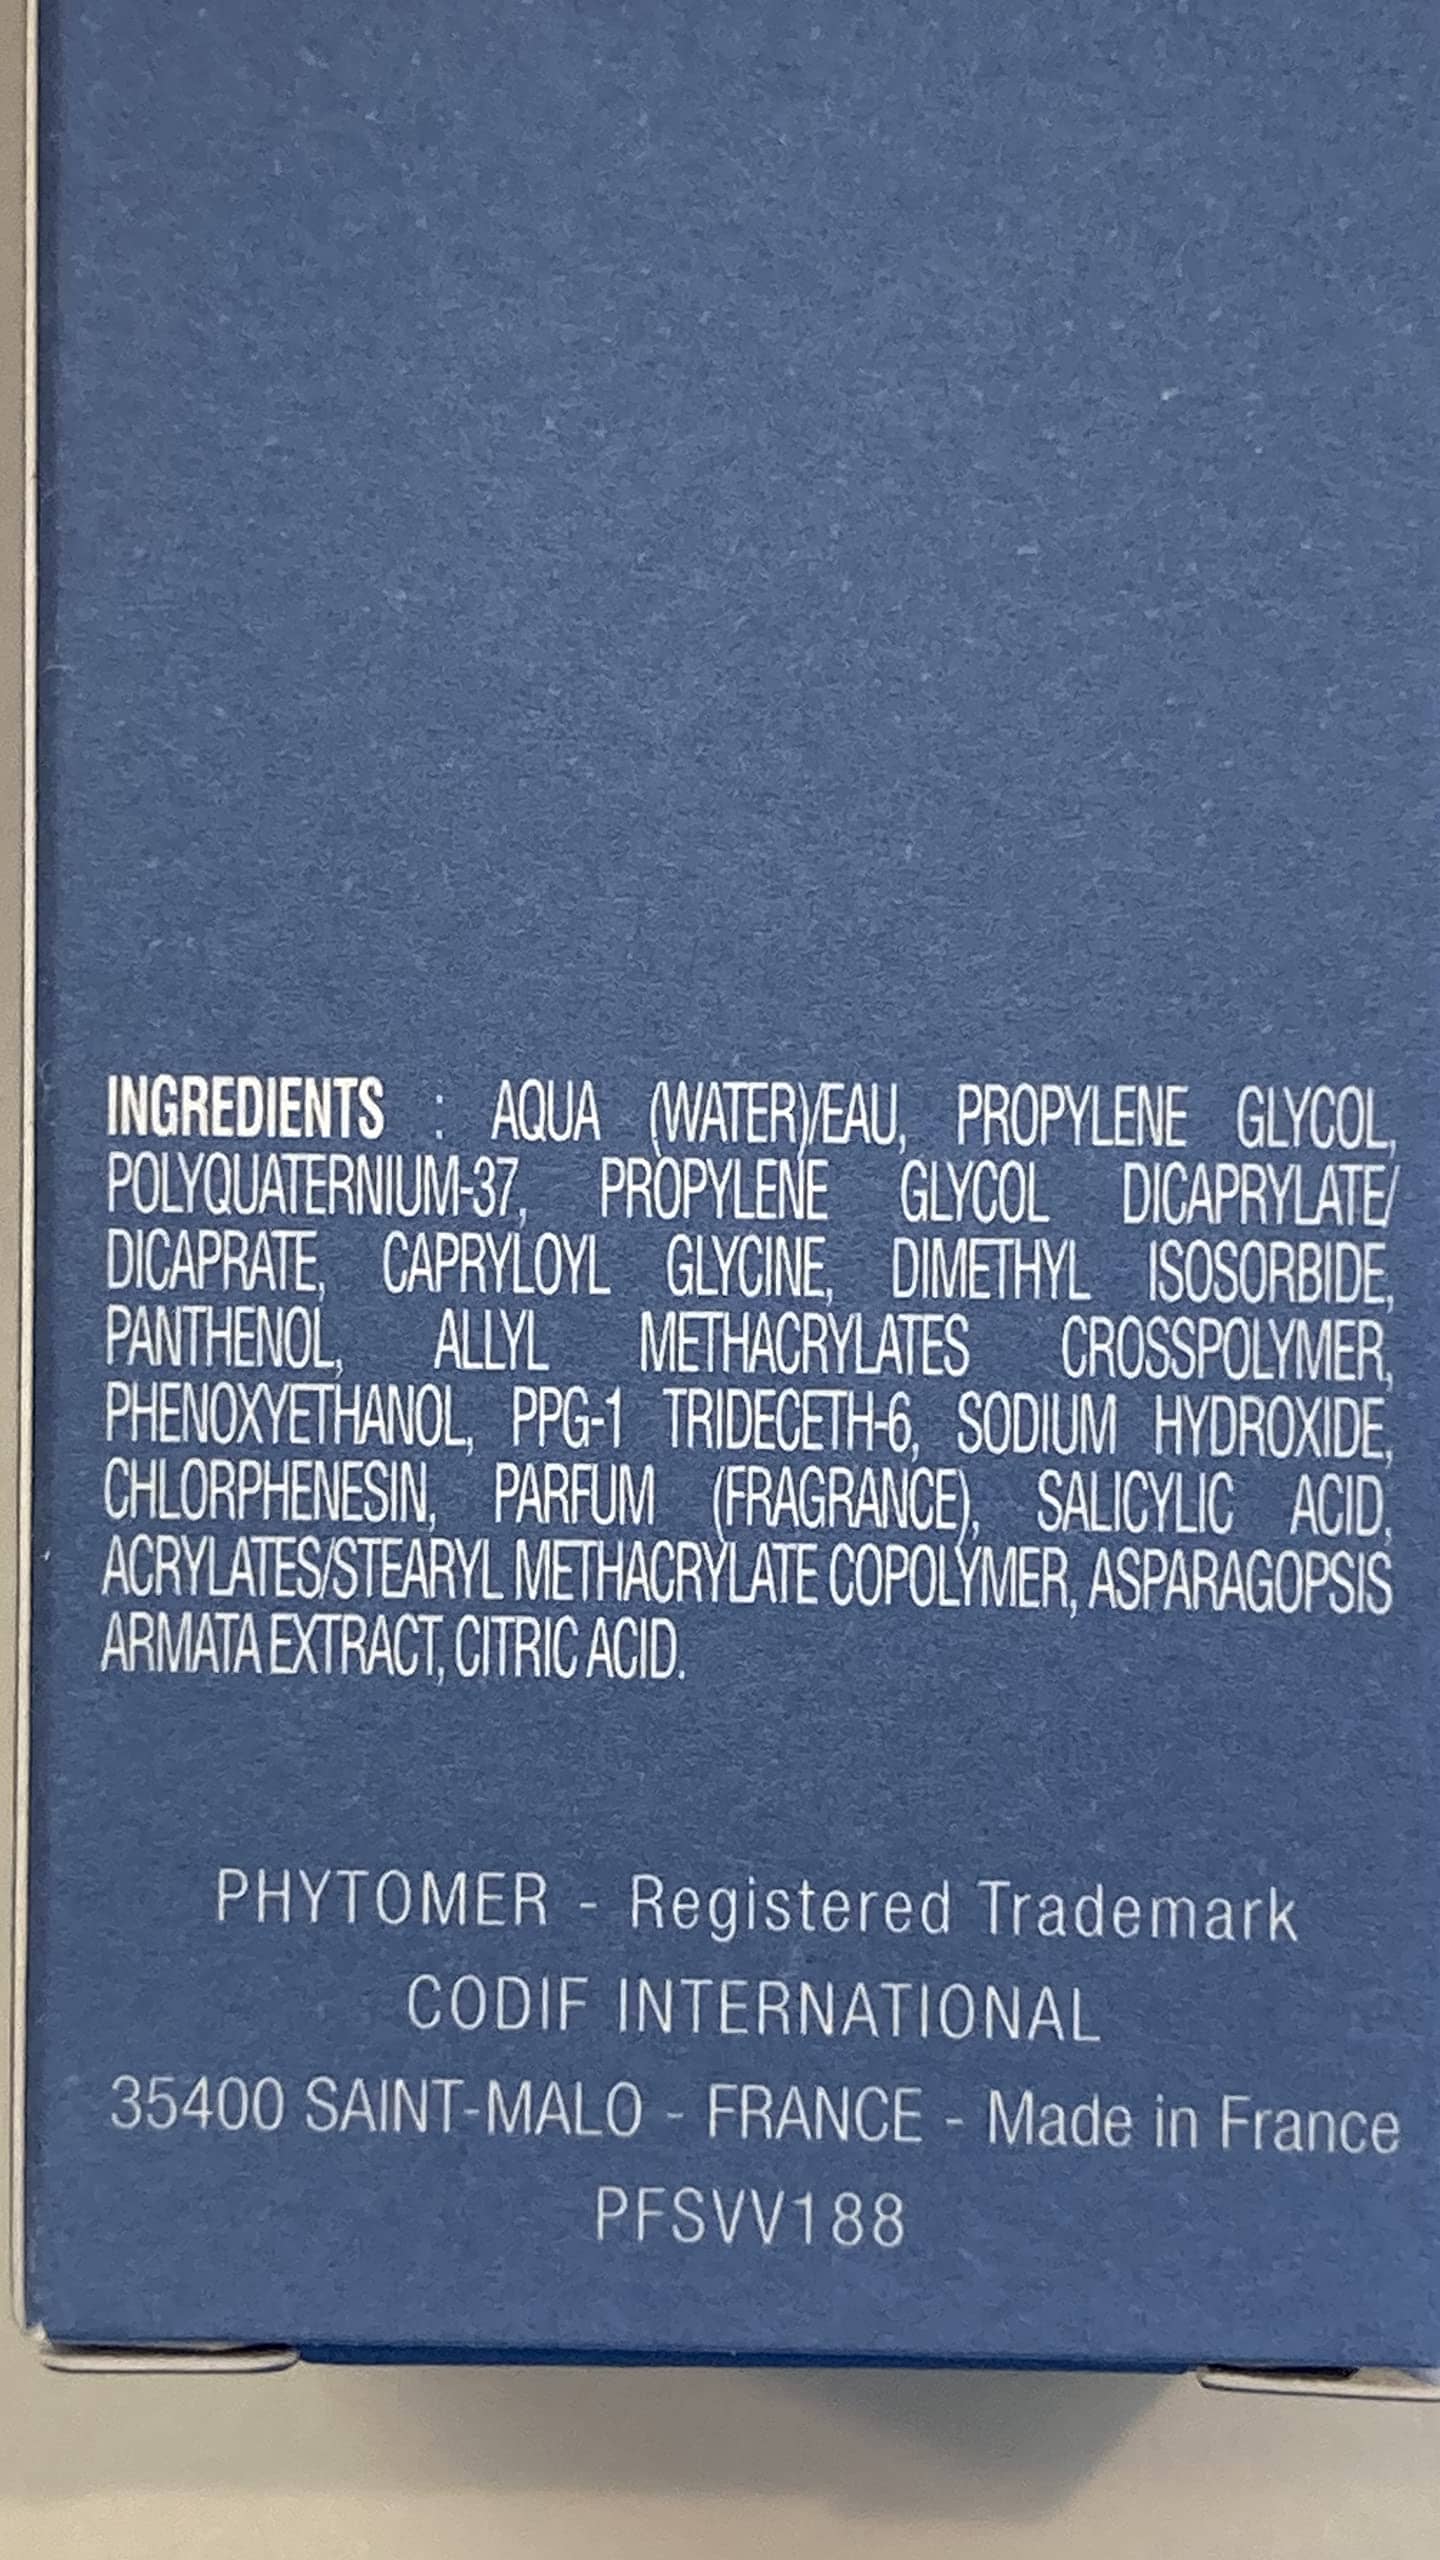 INGREDIENTS : AQUA (WATER)/EAU, PROPYLENE GLYCOL,
POLYQUATERNIUM-37, PROPYLENE GLYCOL DICAPRYLATE/
DICAPRATE, CAPRYLOYL GLYCINE, DIMETHYL ISOSORBIDE,
PANTHENOL, ALLYL METHACRYLATES CROSSPOLYMER,
PHENOXYETHANOL, PPG-1 TRIDECETH-6, SODIUM HYDROXIDE,
CHLORPHENESIN, PARFUM (FRAGRANCE), SALICYLIC ACID,
ACRYLATES/STEARYL METHACRYLATE COPOLYMER, ASPARAGOPSIS
ARMATA EXTRACT, CITRIC ACID.
PHYTOMER - Registered Trademark
CODIF INTERNATIONAL
35400 SAINT-MALO - FRANCE - Made in France
PFSVV188